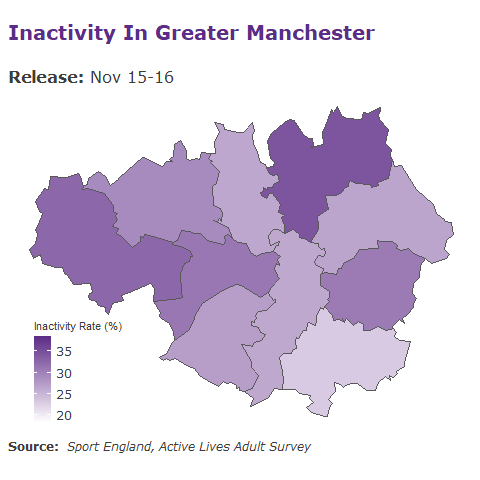 Inactivity In Greater Manchester
Release: Nov 15-16
Inactivity Rate (%)
35
30
25
20
Source: Sport England, Active Lives Adult Survey